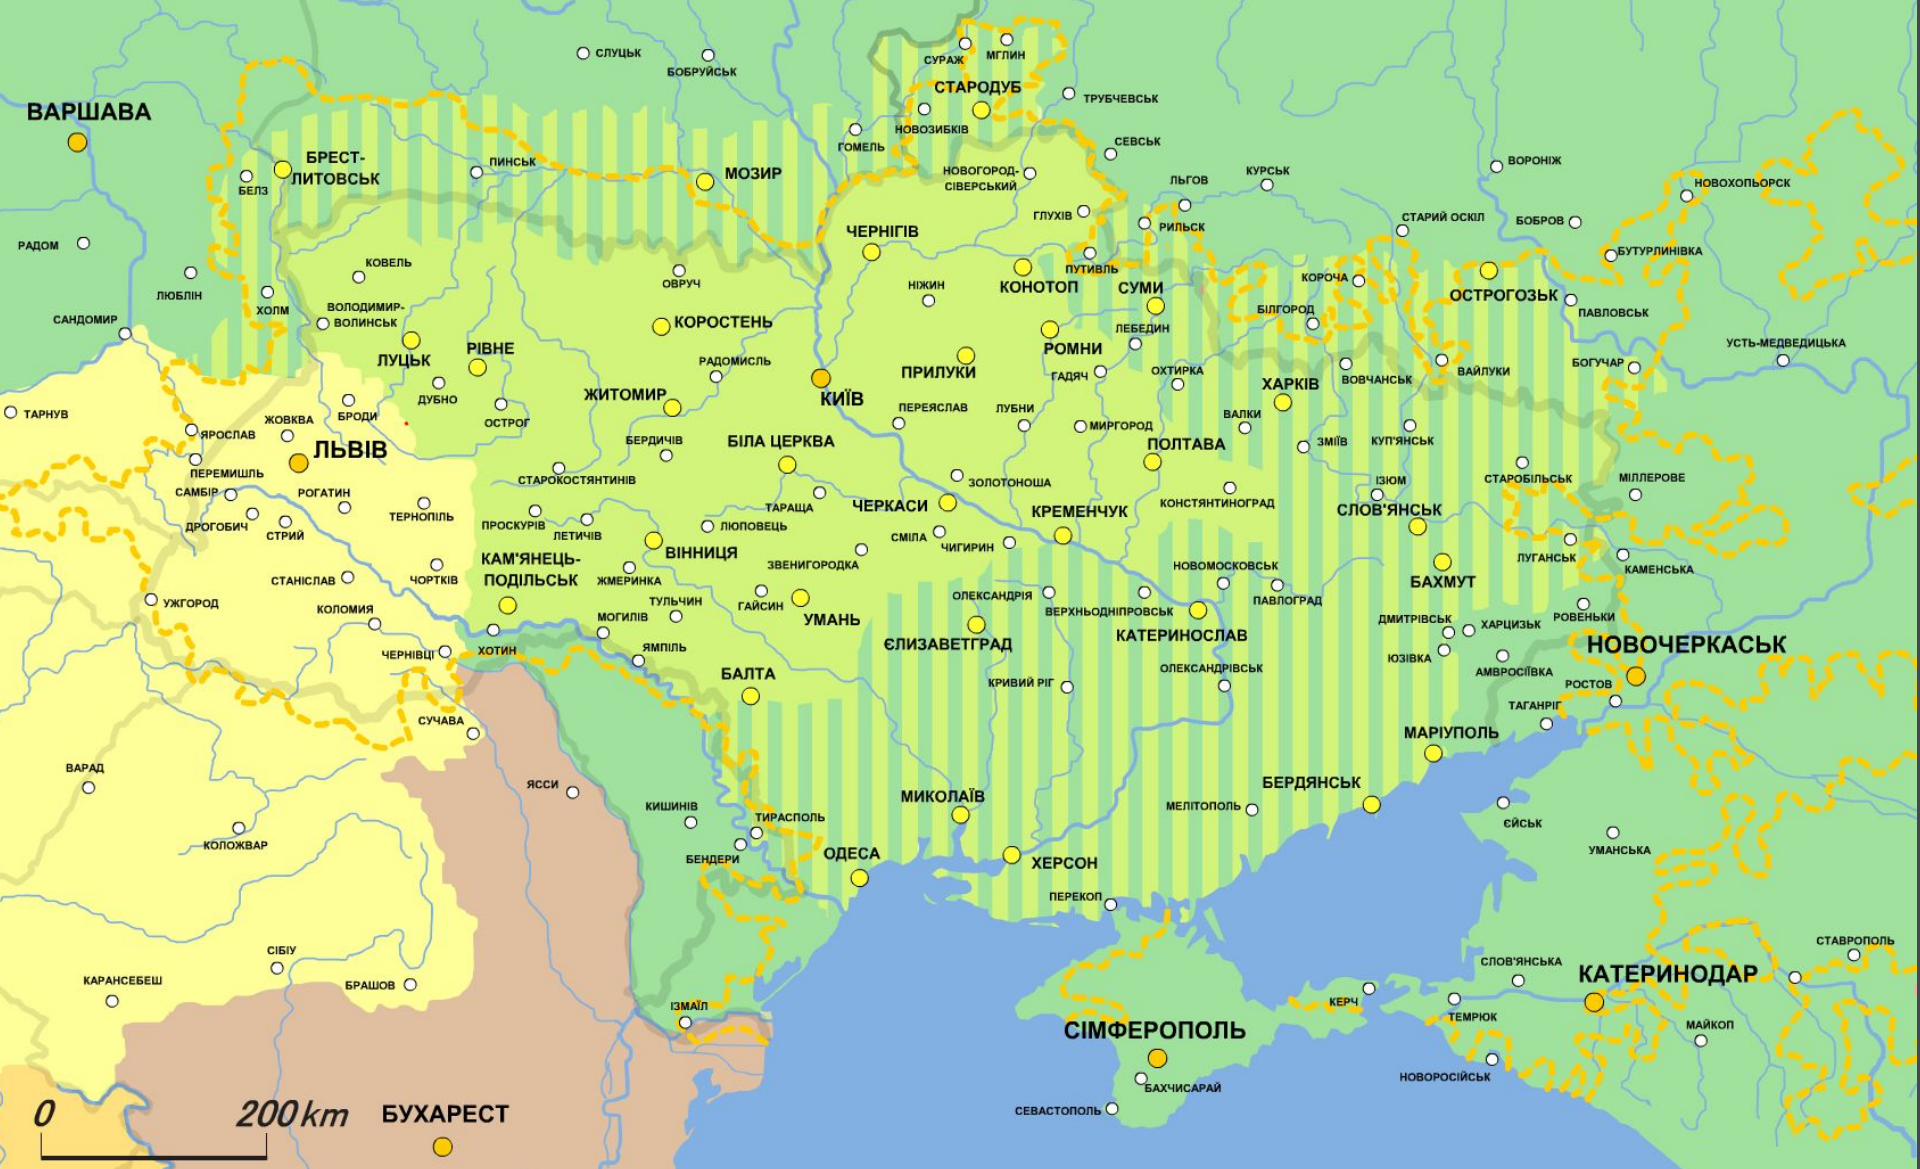 СЛУЦЬК
БОБРУЙСЬК
СУРАЖ
МГЛИН
СТАРОДУБ
ТРУБЧЕВСЬК
ВАРШАВА
НОВОЗИБКІВ
ГОМЕЛЬ
СЕВСЬК
БРЕСТ-
ЛИТОВСЬК
БЕЛЗ
ПИНСЬК
МОЗИР
НОВОГОРОД-
СІВЕРСЬКИЙ
ЛЬГОВ
КУРСЬК
ВОРОНІЖ
НОВОХОПЬОРСК
ГЛУХІВ
РИЛЬСК
СТАРИЙ ОСКІЛ
БОБРОВ
РАДОМ
ЧЕРНІГІВ
БУТУРЛИНІВКА
КОВЕЛЬ
ОВРУЧ
ПУТИВЛЬ
КОНОТОП
СУМИ
КОРОЧА
ОСТРОГОЗЬК
ЛЮБЛІН
ХОЛМ
НІЖИН
БІЛГОРОД
ПАВЛОВСЬК
САНДОМИР
ВОЛОДИМИР-
ВОЛИНСЬК
КОРОСТЕНЬ
ЛЕБЕДИН
РОМНИ
УСТЬ-МЕДВЕДИЦЬКА
ЛУЦЬК
РІВНЕ
РАДОМИСЛЬ
ПРИЛУКИ
ГАДЯЧ
ОХТИРКА
ХАРКІВ
ВОВЧАНСЬК
ВАЙЛУКИ
БОГУЧАР
ДУБНО
ЖИТОМИР
КИЇВ
ТАРНУВ
ЖОВКВА
БРОДИ
ОСТРОГ
ПЕРЕЯСЛАВ
ЛУБНИ
МИРГОРОД
ВАЛКИ
ЯРОСЛАВ
ЛЬВІВ
БЕРДИЧІВ
БІЛА ЦЕРКВА
ПОЛТАВА
ЗМІЇВ
КУП'ЯНСЬК
ПЕРЕМИШЛЬ
СТАРОКОСТЯНТИНІВ
ЗОЛОТОНОША
ІЗЮМ
СТАРОБІЛЬСЬК
МІЛЛЕРОВЕ
САМБІР
РОГАТИН
ТАРАЩА
ЧЕРКАСИ
КРЕМЕНЧУК
КОНСТЯНТИНОГРАД
СЛОВ'ЯНСЬК
ДРОГОБИЧ
СТРИЙ
ТЕРНОПІЛЬ
ПРОСКУРІВ
ЛЕТИЧІВ
ЛЮПОВЕЦЬ
СМІЛА
ЧИГИРИН
ВІННИЦЯ
КАМ'ЯНЕЦЬ-
ПОДІЛЬСЬК
ЗВЕНИГОРОДКА
НОВОМОСКОВСЬК
ЛУГАНСЬК
КАМЕНСЬКА
СТАНІСЛАВ
ЧОРТКІВ
ЖМЕРИНКА
БАХМУТ
УЖГОРОД
КОЛОМИЯ
ТУЛЬЧИН
ГАЙСИН
ОЛЕКСАНДРІЯ
ВЕРХНЬОДНІПРОВСЬК
ПАВЛОГРАД
МОГИЛІВ
УМАНЬ
ДМИТРІВСЬК
ХАРЦИЗЬК
РОВЕНЬКИ
ЄЛИЗАВЕТГРАД
КАТЕРИНОСЛАВ
НОВОЧЕРКАСЬК
ЧЕРНІВЦІ
ХОТИН
ЯМПІЛЬ
ЮЗІВКА
БАЛТА
ОЛЕКСАНДРІВСЬК
АМВРОСІЇВКА
КРИВИЙ РІГ
РОСТОВ
СУЧАВА
ТАГАНРІГ
МАРІУПОЛЬ
ВАРАД
ЯССИ
КИШИНІВ
МИКОЛАЇВ
БЕРДЯНСЬК
МЕЛІТОПОЛЬ
ТИРАСПОЛЬ
ЄЙСЬК
КОЛОЖВАР
БЕНДЕРИ
ОДЕСА
ХЕРСОН
УМАНСЬКА
ПЕРЕКОП
СІБІУ
СТАВРОПОЛЬ
КАРАНСЕБЕШ
БРАШОВ
СЛОВ'ЯНСЬКА
КАТЕРИНОДАР
ІЗМАЇЛ
КЕРЧ
ТЕМРЮК
СІМФЕРОПОЛЬ
МАЙКОП
НОВОРОСІЙСЬК
БАХЧИСАРАЙ
0 200 km
БУХАРЕСТ
СЕВАСТОПОЛЬ